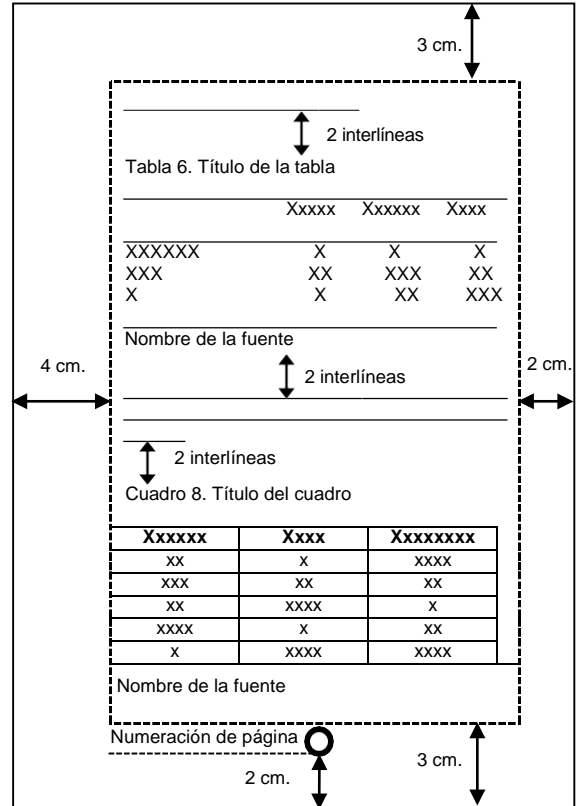 3 cm.
2 interlíneas
Tabla 6. Título de la tabla
Xxxxx Xxxxxx Xxxx
XXXXXX X X X
XXX XX XXX XX
X X XX XXX
Nombre de la fuente
4 cm.
2 cm.
2 interlíneas
2 interlíneas
Cuadro 8. Título del cuadro
Xxxxxx Xxxx Xxxxxxxx
xx x xxxx
xxx xx xx
xx xxxx x
xxxx x xx
x xxxx xxxx
Nombre de la fuente
Numeración de página
2 cm.
3 cm.